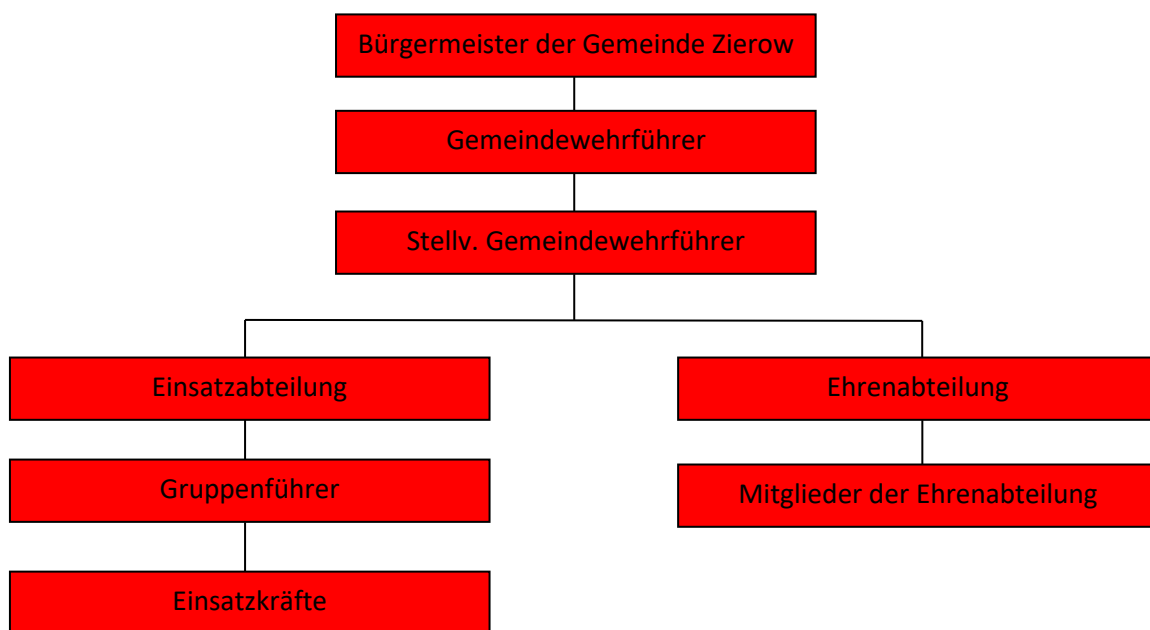 Bürgermeister der Gemeinde Zierow
Gemeindewehrführer
Stellv. Gemeindewehrführer
Einsatzabteilung
Ehrenabteilung
Gruppenführer
Mitglieder der Ehrenabteilung
Einsatzkräfte